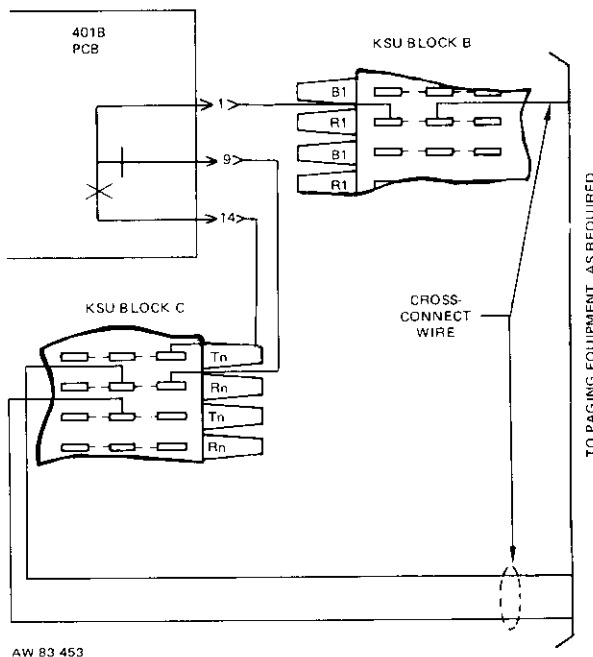 401B
PCB
KSU BLOCK B
1
B1
R1
B1
R1
9
14
KSU BLOCK C
Tn
Rn
Tn
Rn
CROSS-
CONNECT
WIRE
TO PAGING EQUIPMENT, AS REQUIRED
AW 83 453